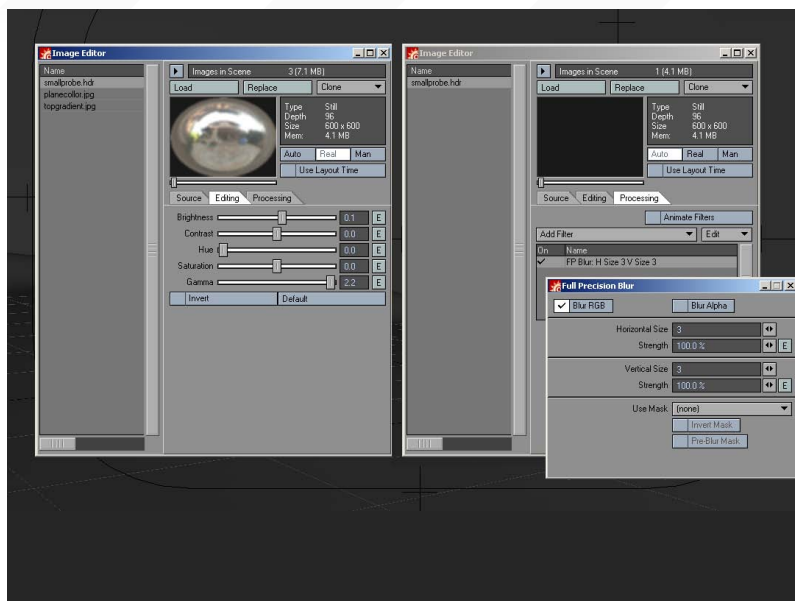 Image Editor
Name
smallprobe.hdr
planecollor.jpg
topgradient.jpg
Images in Scene 3 (7.1 MB)
Load Replace Clone
Type Still
Depth 96
Size 600 x 600
Mem: 4.1 MB
Auto Real Man
Use Layout Time
Source Editing Processing
Brightness 0.1 E
Contrast 0.0 E
Hue 0.0 E
Saturation 0.0 E
Gamma 2.2 E
Invert Default
Image Editor
Name
smallprobe.hdr
Images in Scene 1 (4.1 MB)
Load Replace Clone
Type Still
Depth 96
Size 600 x 600
Mem: 4.1 MB
Auto Real Man
Use Layout Time
Source Editing Processing
Animate Filters
Add Filter Edit
On Name
FP Blur: H Size 3 V Size 3
Full Precision Blur
Blur RGB Blur Alpha
Horizontal Size 3
Strength 100.0 % E
Vertical Size 3
Strength 100.0 % E
Use Mask (none)
Invert Mask
Pre-Blur Mask